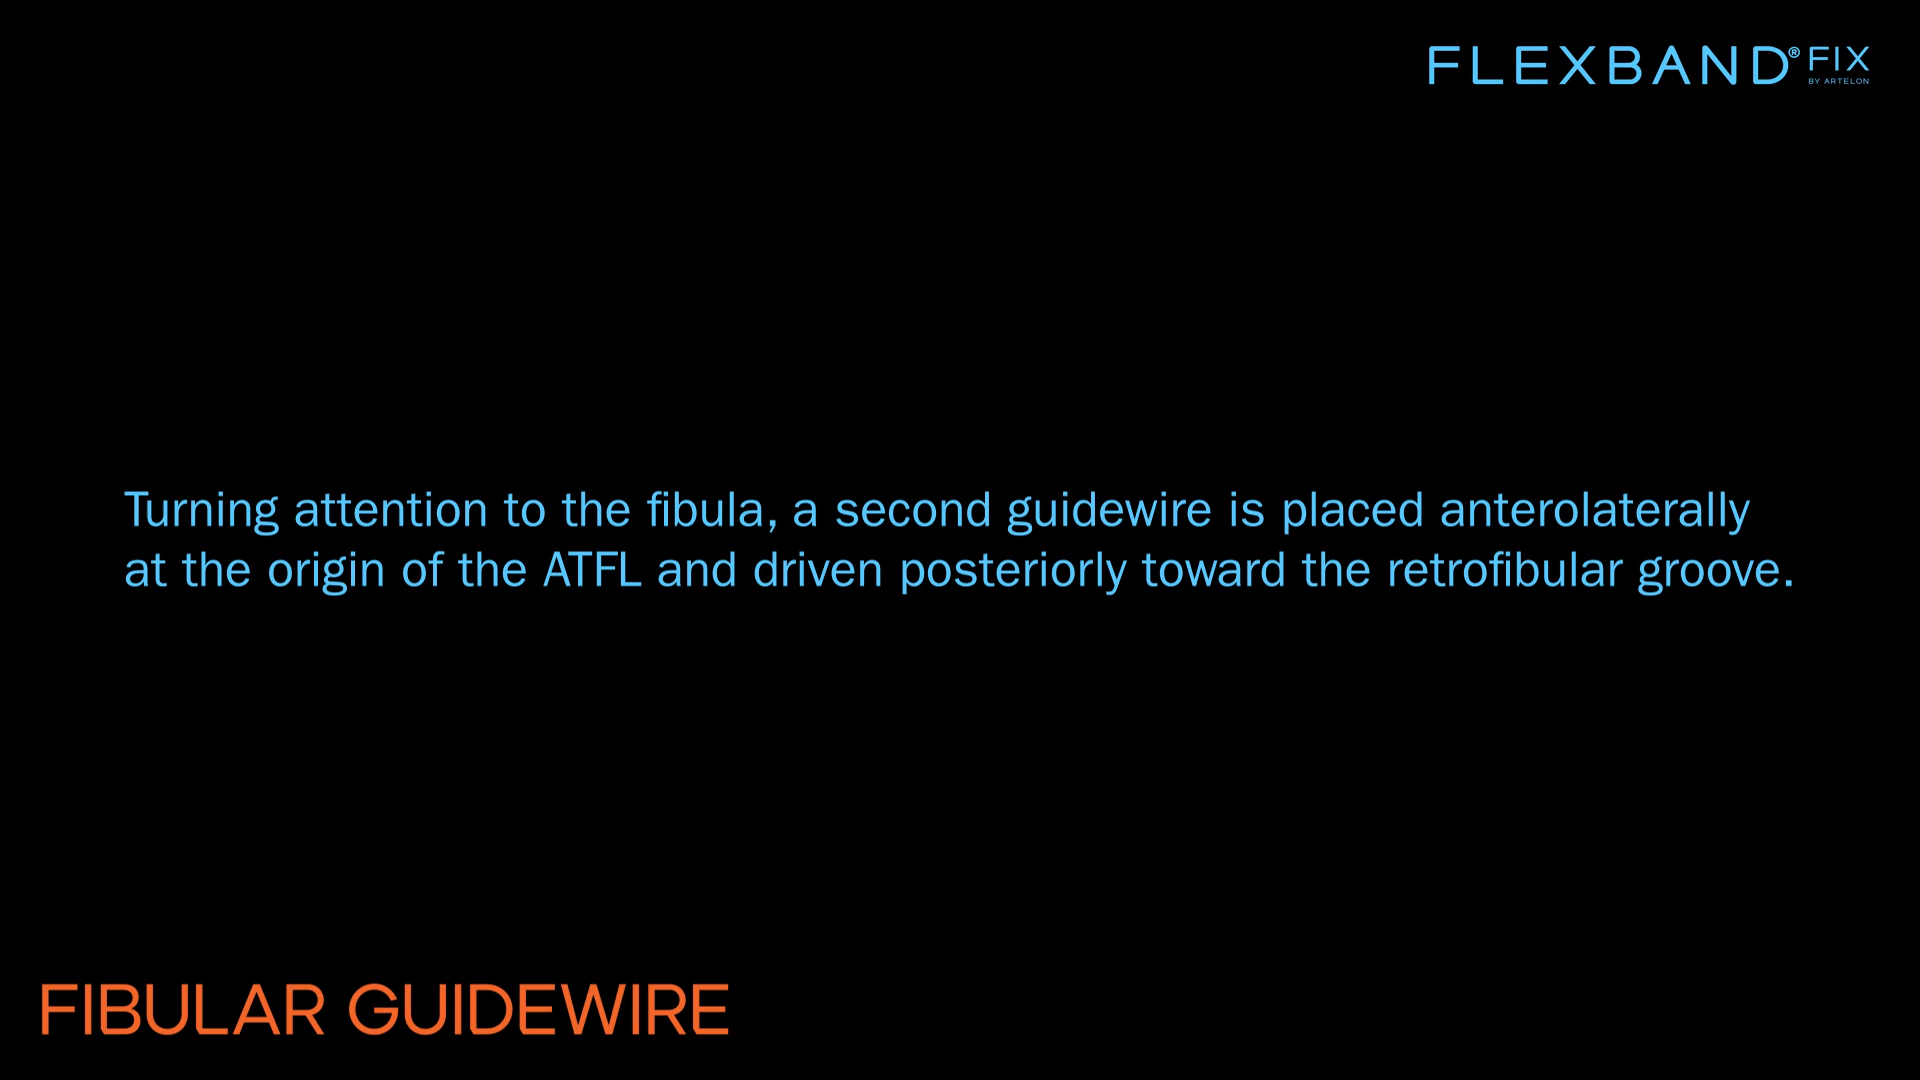 FLEXBAND® FIX
BY ARTELON
Turning attention to the fibula, a second guidewire is placed anterolaterally
at the origin of the ATFL and driven posteriorly toward the retrofibular groove.
FIBULAR GUIDEWIRE